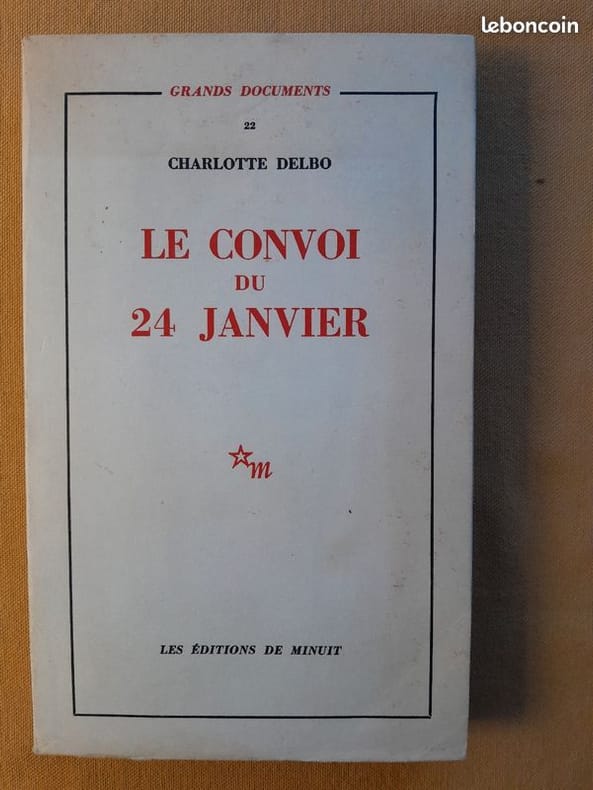 leboncoin
GRANDS DOCUMENTS
22
CHARLOTTE DELBO
LE CONVOI
DU
24 JANVIER
m
LES ÉDITIONS DE MINUIT